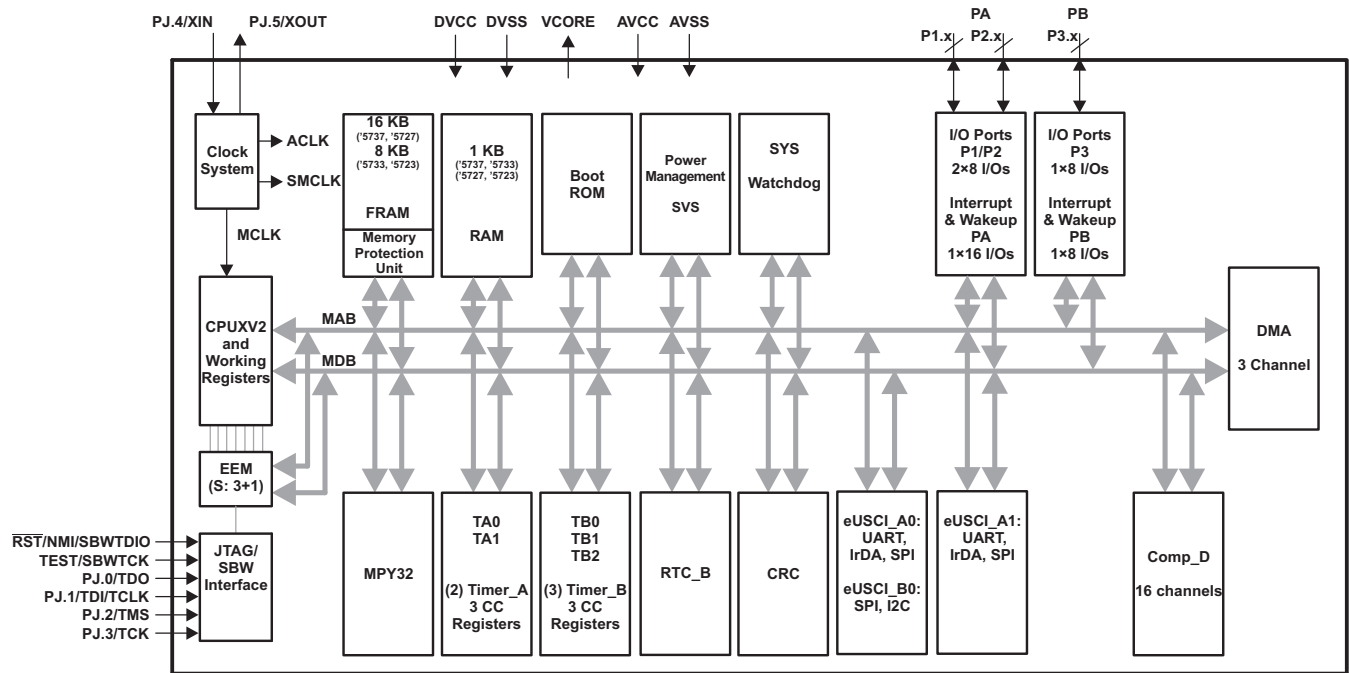 PJ.4/XIN
PJ.5/XOUT
DVCC
DVSS
VCORE
AVCC
AVSS
PA
P1.x
P2.x
PB
P3.x
Clock
System
ACLK
SMCLK
MCLK
16 KB
('5737, '5727)
8 KB
('5733, '5723)
FRAM
Memory
Protection
Unit
1 KB
('5737, '5733)
('5727, '5723)
RAM
Boot
ROM
Power
Management
SVS
SYS
Watchdog
I/O Ports
P1/P2
2×8 I/Os
Interrupt
& Wakeup
PA
1×16 I/Os
I/O Ports
P3
1×8 I/Os
Interrupt
& Wakeup
PB
1×8 I/Os
CPUXV2
and
Working
Registers
MAB
MDB
DMA
3 Channel
EEM
(S: 3+1)
RST/NMI/SBWTDIO
TEST/SBWTCK
PJ.0/TDO
PJ.1/TDI/TCLK
PJ.2/TMS
PJ.3/TCK
JTAG/
SBW
Interface
MPY32
TA0
TA1
(2) Timer_A
3 CC
Registers
TB0
TB1
TB2
(3) Timer_B
3 CC
Registers
RTC_B
CRC
eUSCI_A0:
UART,
IrDA, SPI
eUSCI_B0:
SPI, I2C
eUSCI_A1:
UART,
IrDA, SPI
Comp_D
16 channels